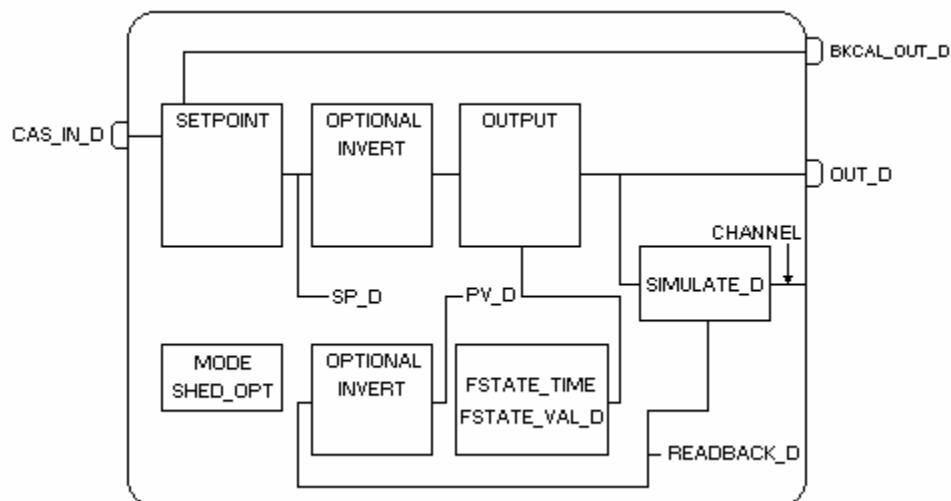 BKCAL_OUT_D
CAS_IN_D
SETPOINT
OPTIONAL
INVERT
OUTPUT
OUT_D
CHANNEL
SIMULATE_D
SP_D
PV_D
MODE
SHED_OPT
OPTIONAL
INVERT
FSTATE_TIME
FSTATE_VAL_D
READBACK_D